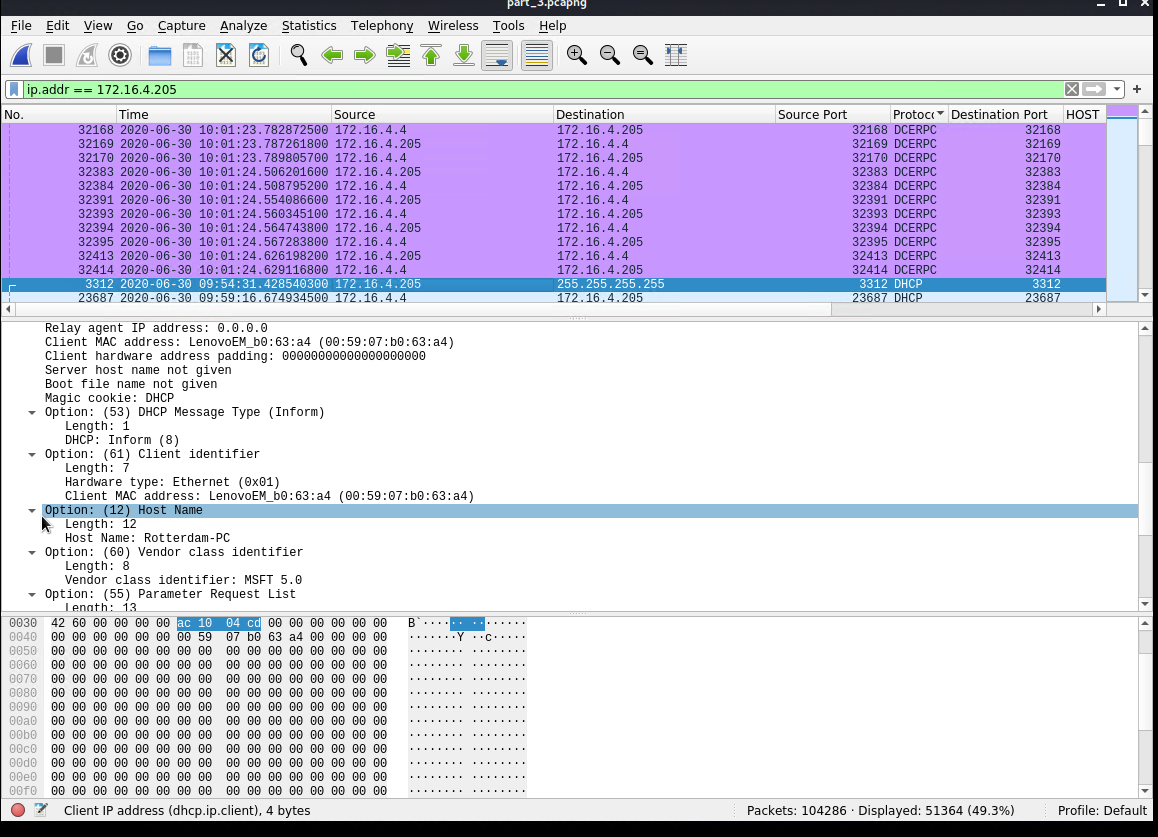 part_3.pcapng
File Edit View Go Capture Analyze Statistics Telephony Wireless Tools Help
ip.addr == 172.16.4.205
No. Time Source Destination Source Port Protoc Destination Port HOST
32168 2020-06-30 10:01:23.782872500 172.16.4.4 172.16.4.205 32168 DCERPC 32168
32169 2020-06-30 10:01:23.787261800 172.16.4.205 172.16.4.4 32169 DCERPC 32169
32170 2020-06-30 10:01:23.789805700 172.16.4.4 172.16.4.205 32170 DCERPC 32170
32383 2020-06-30 10:01:24.506201600 172.16.4.205 172.16.4.4 32383 DCERPC 32383
32384 2020-06-30 10:01:24.508795200 172.16.4.4 172.16.4.205 32384 DCERPC 32384
32391 2020-06-30 10:01:24.554086600 172.16.4.205 172.16.4.4 32391 DCERPC 32391
32393 2020-06-30 10:01:24.560345100 172.16.4.4 172.16.4.205 32393 DCERPC 32393
32394 2020-06-30 10:01:24.564743800 172.16.4.205 172.16.4.4 32394 DCERPC 32394
32395 2020-06-30 10:01:24.567283800 172.16.4.4 172.16.4.205 32395 DCERPC 32395
32413 2020-06-30 10:01:24.626198200 172.16.4.205 172.16.4.4 32413 DCERPC 32413
32414 2020-06-30 10:01:24.629116800 172.16.4.4 172.16.4.205 32414 DCERPC 32414
3312 2020-06-30 09:54:31.428540300 172.16.4.205 255.255.255.255 3312 DHCP 3312
23687 2020-06-30 09:59:16.674934500 172.16.4.4 172.16.4.205 23687 DHCP 23687
Relay agent IP address: 0.0.0.0
Client MAC address: LenovoEM_b0:63:a4 (00:59:07:b0:63:a4)
Client hardware address padding: 00000000000000000000
Server host name not given
Boot file name not given
Magic cookie: DHCP
Option: (53) DHCP Message Type (Inform)
Length: 1
DHCP: Inform (8)
Option: (61) Client identifier
Length: 7
Hardware type: Ethernet (0x01)
Client MAC address: LenovoEM_b0:63:a4 (00:59:07:b0:63:a4)
Option: (12) Host Name
Length: 12
Host Name: Rotterdam-PC
Option: (60) Vendor class identifier
Length: 8
Vendor class identifier: MSFT 5.0
Option: (55) Parameter Request List
Length: 13
0030 42 60 00 00 00 00 ac 10 04 cd 00 00 00 00 00 00 B`····· ········
0040 00 00 00 00 00 00 00 59 07 b0 63 a4 00 00 00 00 ·······Y ··c·····
0050 00 00 00 00 00 00 00 00 00 00 00 00 00 00 00 00 ········ ········
0060 00 00 00 00 00 00 00 00 00 00 00 00 00 00 00 00 ········ ········
0070 00 00 00 00 00 00 00 00 00 00 00 00 00 00 00 00 ········ ········
0080 00 00 00 00 00 00 00 00 00 00 00 00 00 00 00 00 ········ ········
0090 00 00 00 00 00 00 00 00 00 00 00 00 00 00 00 00 ········ ········
00a0 00 00 00 00 00 00 00 00 00 00 00 00 00 00 00 00 ········ ········
00b0 00 00 00 00 00 00 00 00 00 00 00 00 00 00 00 00 ········ ········
00c0 00 00 00 00 00 00 00 00 00 00 00 00 00 00 00 00 ········ ········
00d0 00 00 00 00 00 00 00 00 00 00 00 00 00 00 00 00 ········ ········
00e0 00 00 00 00 00 00 00 00 00 00 00 00 00 00 00 00 ········ ········
00f0 00 00 00 00 00 00 00 00 00 00 00 00 00 00 00 00 ········ ········
Client IP address (dhcp.ip.client), 4 bytes Packets: 104286 · Displayed: 51364 (49.3%) Profile: Default